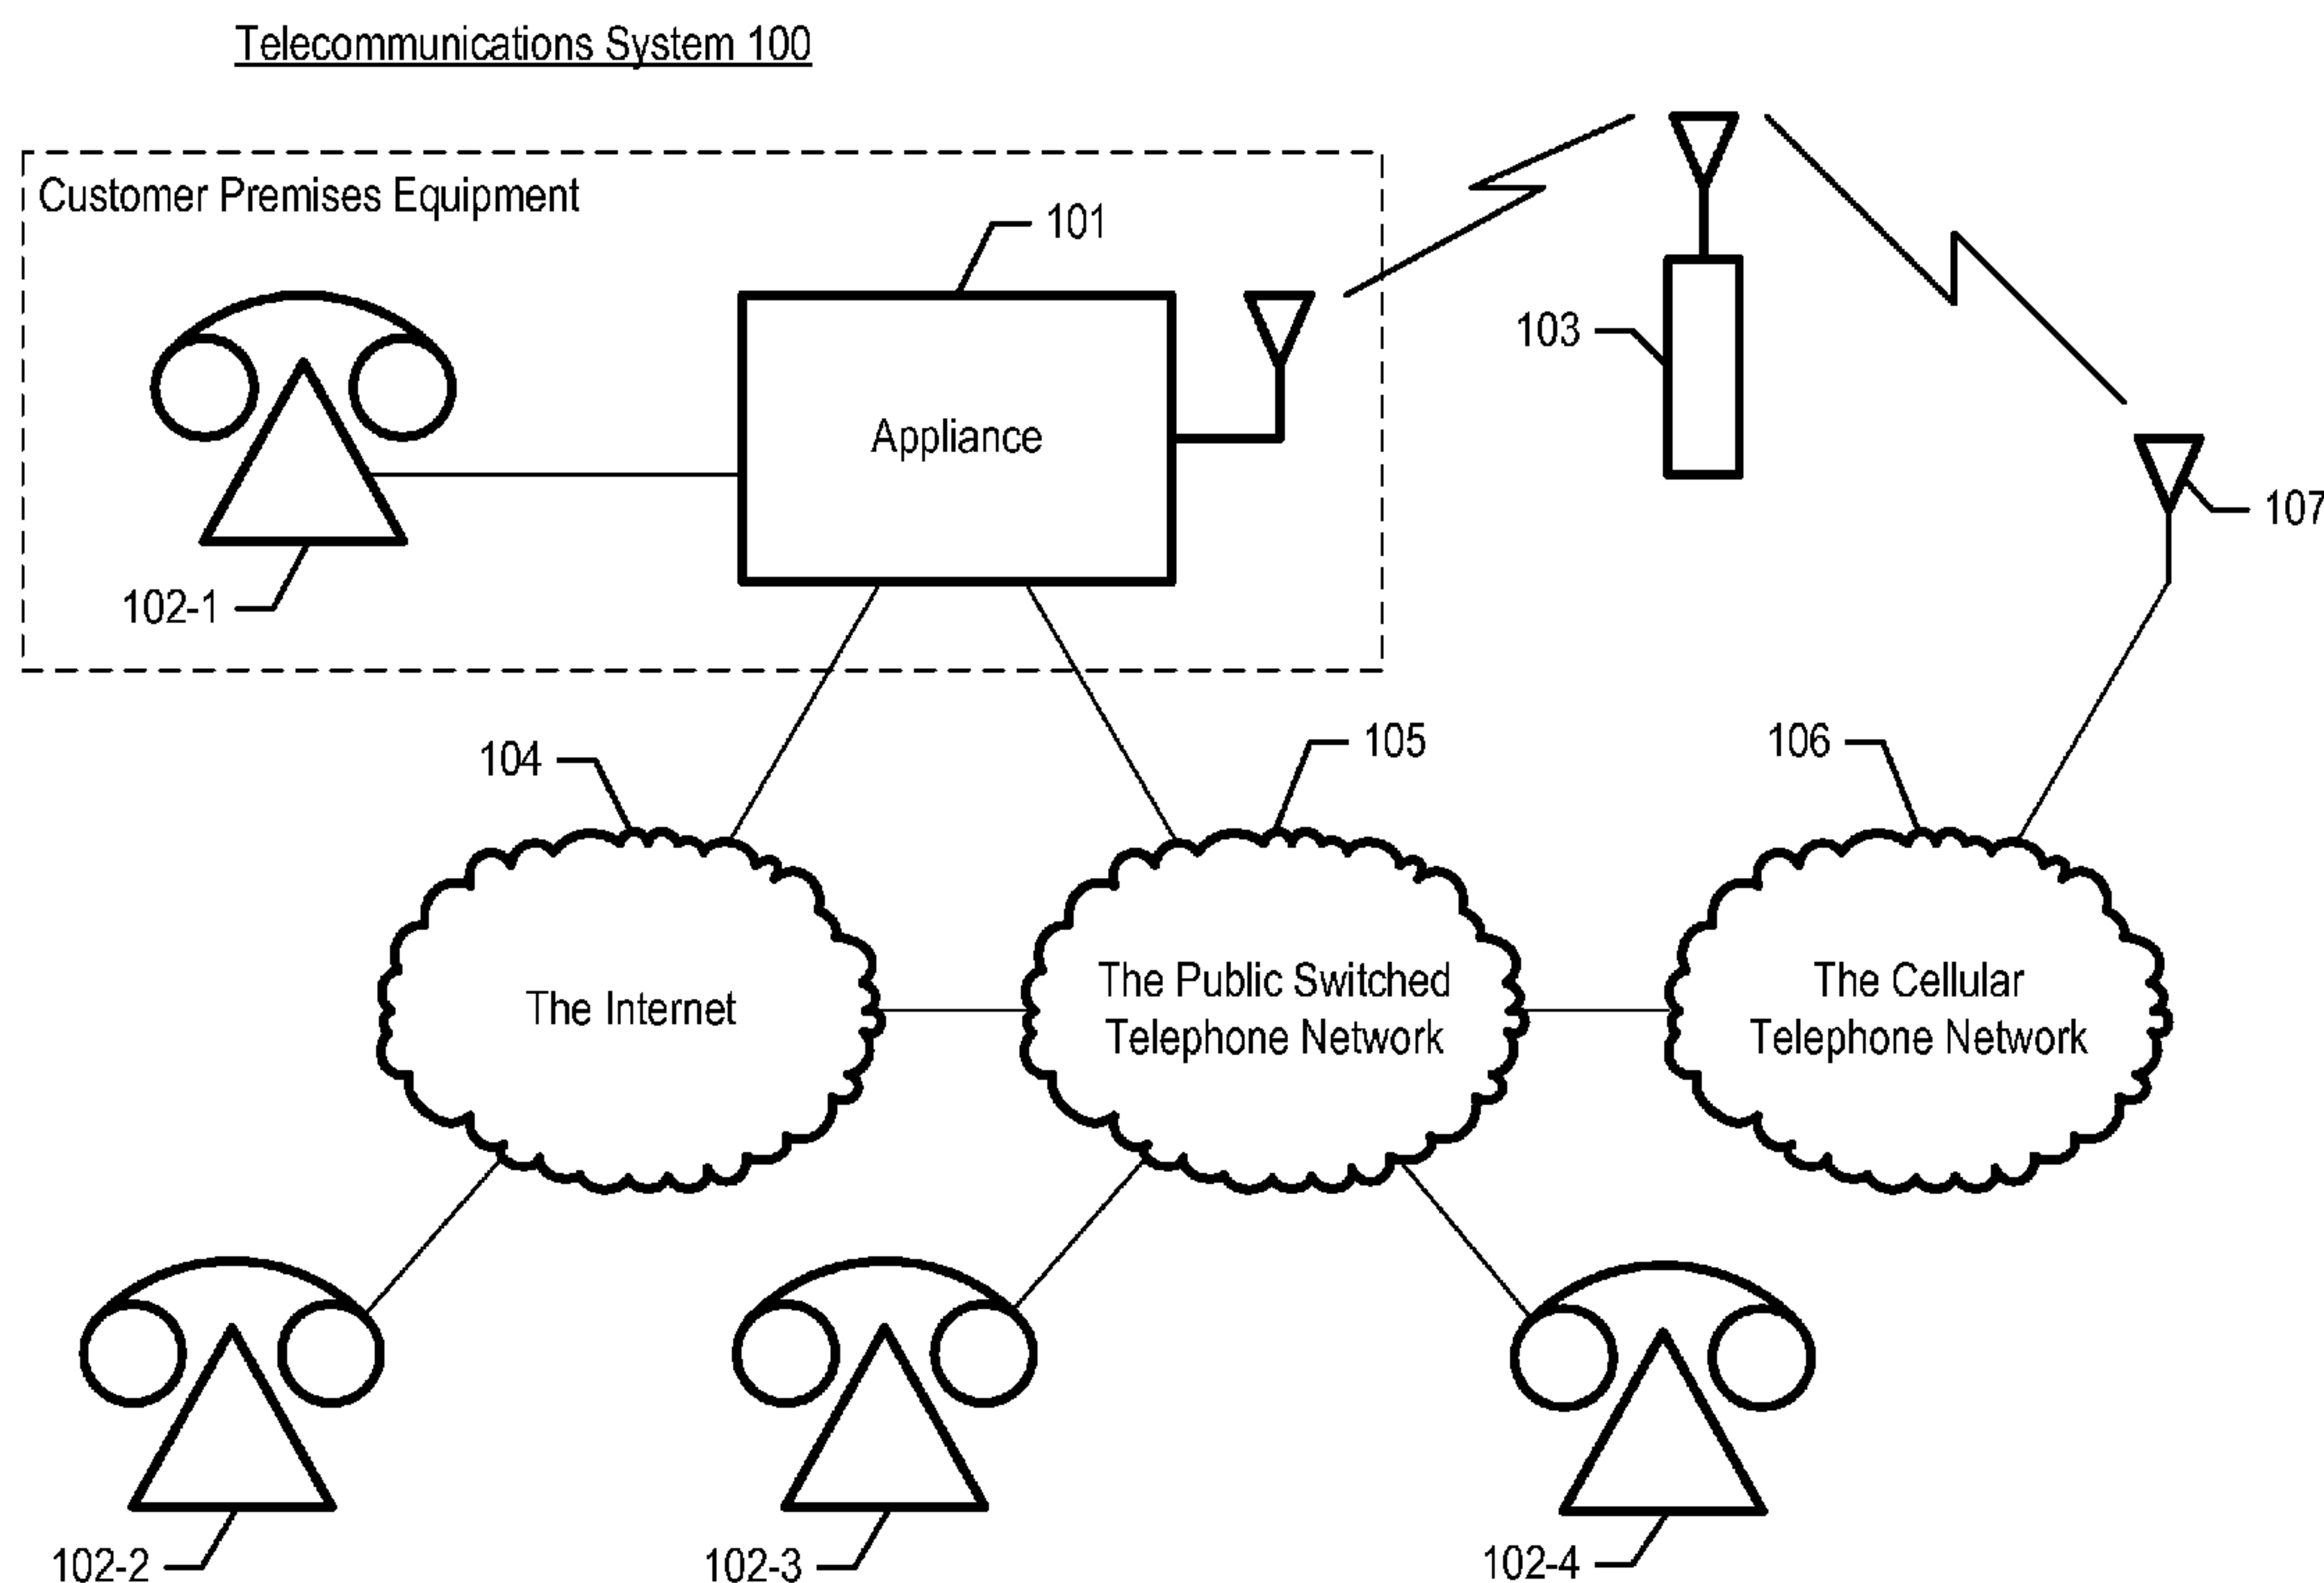 Telecommunications System 100
Customer Premises Equipment
101
103
Appliance
107
102-1
104
105
106
The Internet
The Public Switched
Telephone Network
The Cellular
Telephone Network
102-2
102-3
102-4